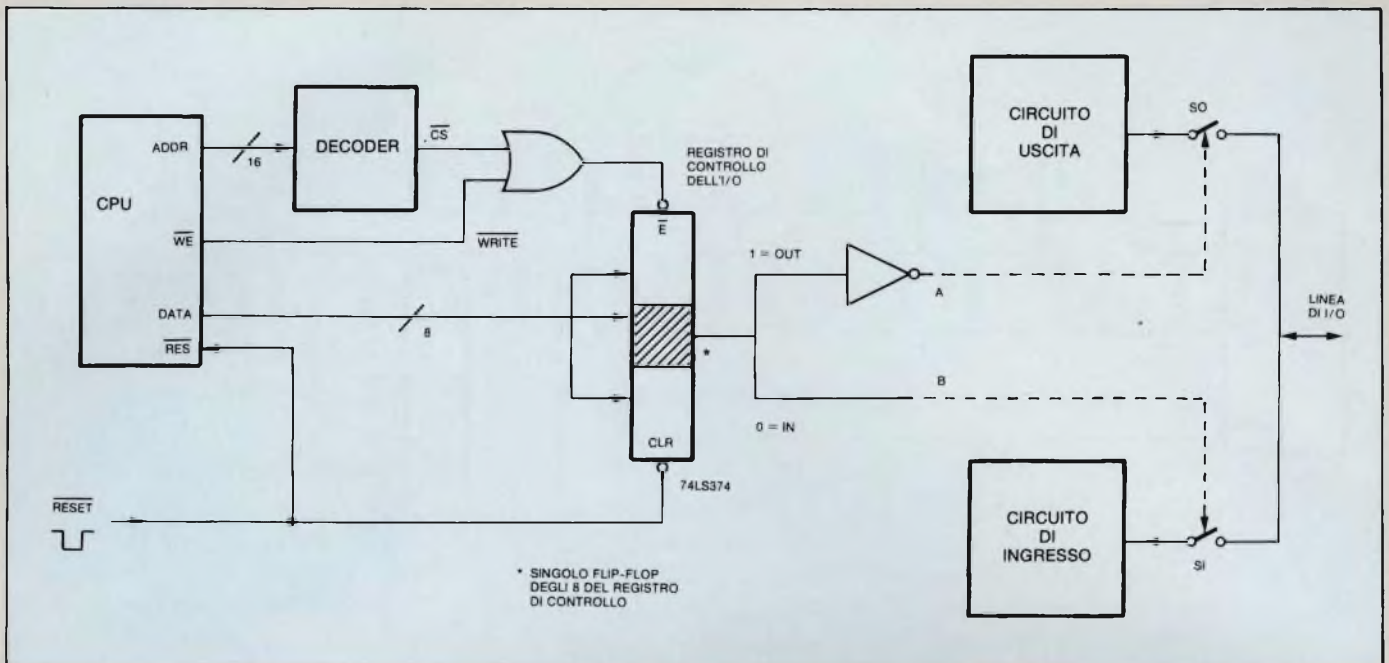 CPU
ADDR
16
DECODER
CS
WE
WRITE
DATA
8
RES
RESET
REGISTRO DI
CONTROLLO
DELL'I/O
E
CLR
74LS374
*
* SINGOLO FLIP-FLOP
DEGLI 8 DEL REGISTRO
DI CONTROLLO
1 = OUT
A
0 = IN
B
CIRCUITO
DI
USCITA
SO
LINEA
DI I/O
CIRCUITO
DI
INGRESSO
SI